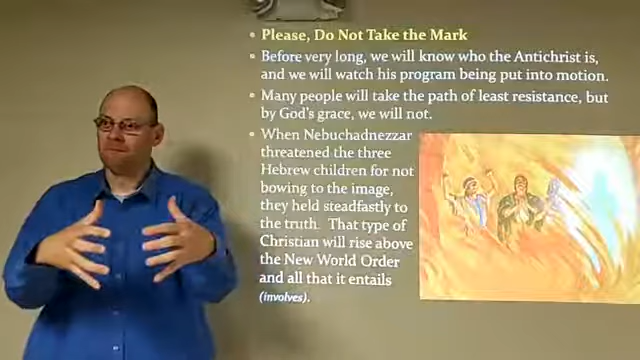 Please, Do Not Take the Mark
Before very long, we will know who the Antichrist is,
and we will watch his program being put into motion.
Many people will take the path of least resistance, but
by God's grace, we will not.
When Nebuchadnezzar
threatened the three
Hebrew children for not
bowing to the image,
they held steadfastly to
the truth. That type of
Christian will rise above
the New World Order
and all that it entails
(involves).